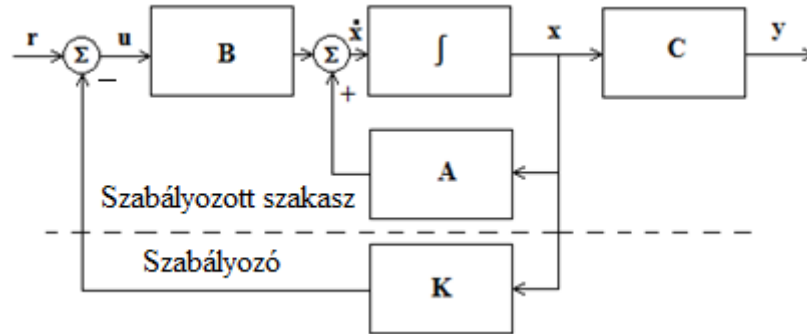 r
Σ
u
B
Σ
ẋ
∫
x
C
y
−
+
A
Szabályozott szakasz
Szabályozó
K